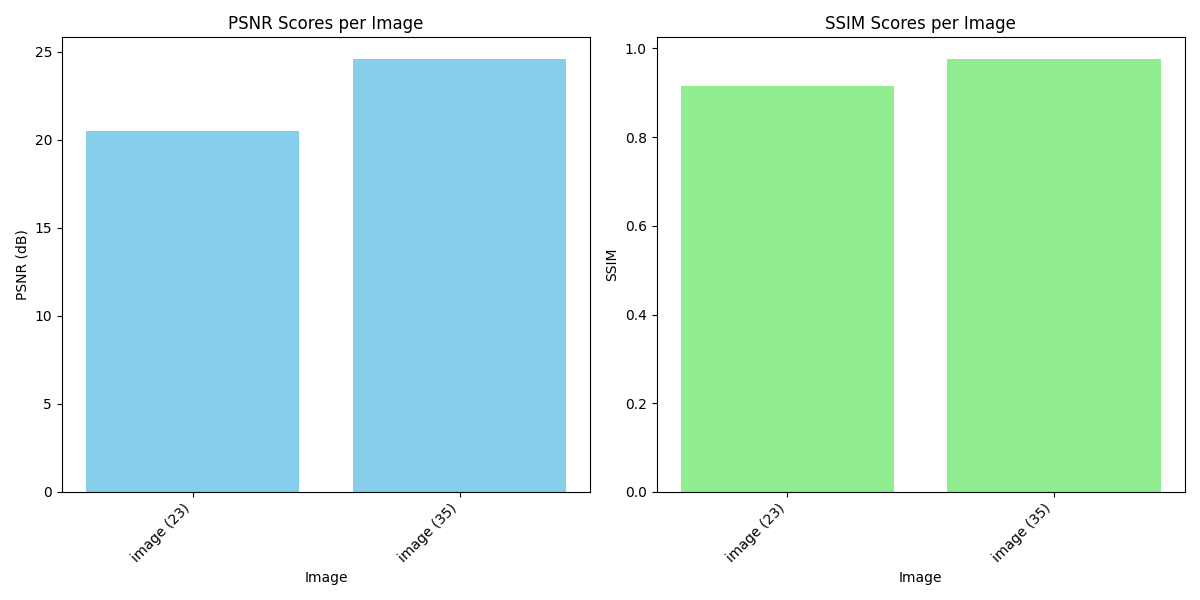 PSNR Scores per Image
25
20
15
10
5
0
PSNR (dB)
image (23)
image (35)
Image
SSIM Scores per Image
1.0
0.8
0.6
0.4
0.2
0.0
SSIM
image (23)
image (35)
Image